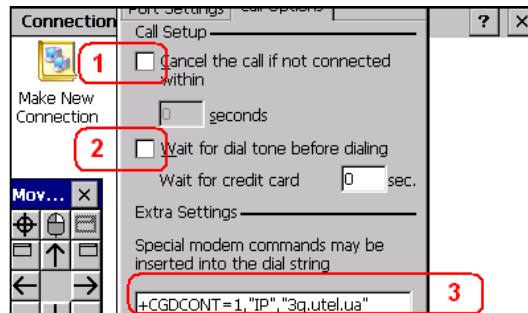 Connection
Port Settings Call Options
? ×
Call Setup
1
Cancel the call if not connected
within
Make New
Connection
0 seconds
2
Wait for dial tone before dialing
Wait for credit card 0 sec.
Mov... ×
Extra Settings
Special modem commands may be
inserted into the dial string
3
+CGDCONT=1,"IP","3g.utel.ua"